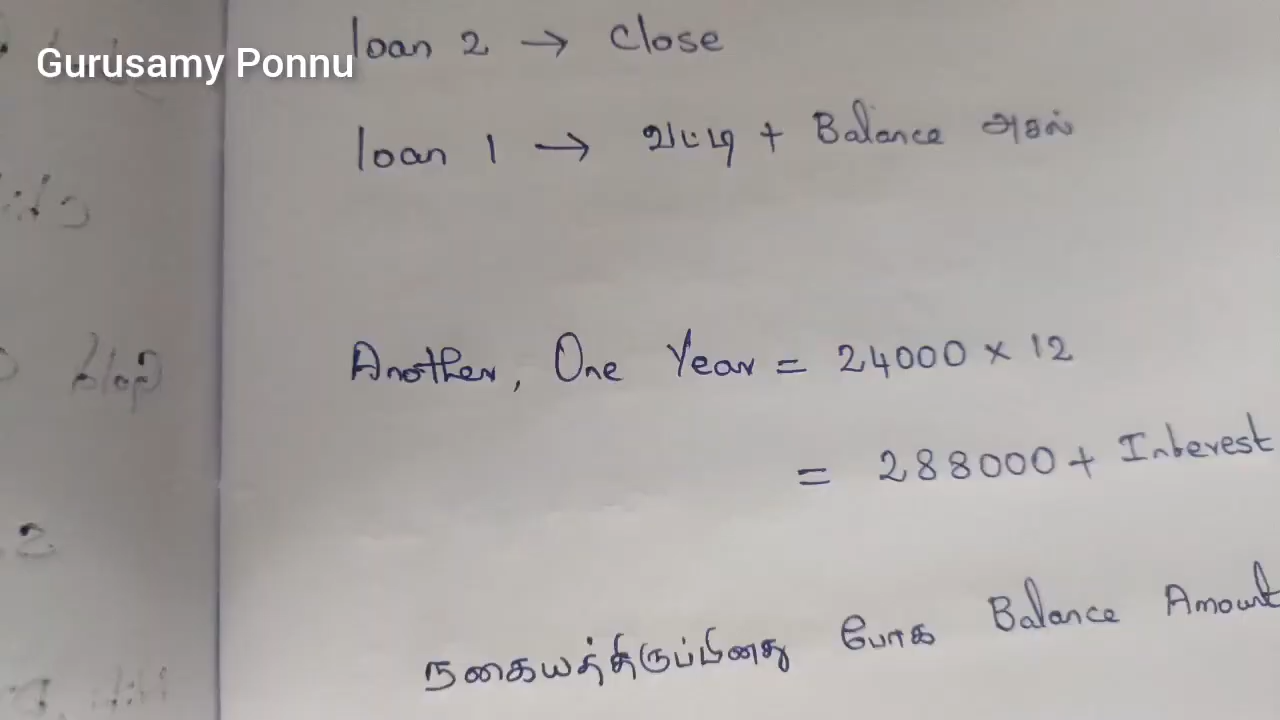 loan 2 → Close
Gurusamy Ponnu
loan 1 → வட்டி + Balance அசல்
Another, One Year = 24000 × 12
= 288000 + Interest
நகையத்திருப்பினது போக Balance Amount